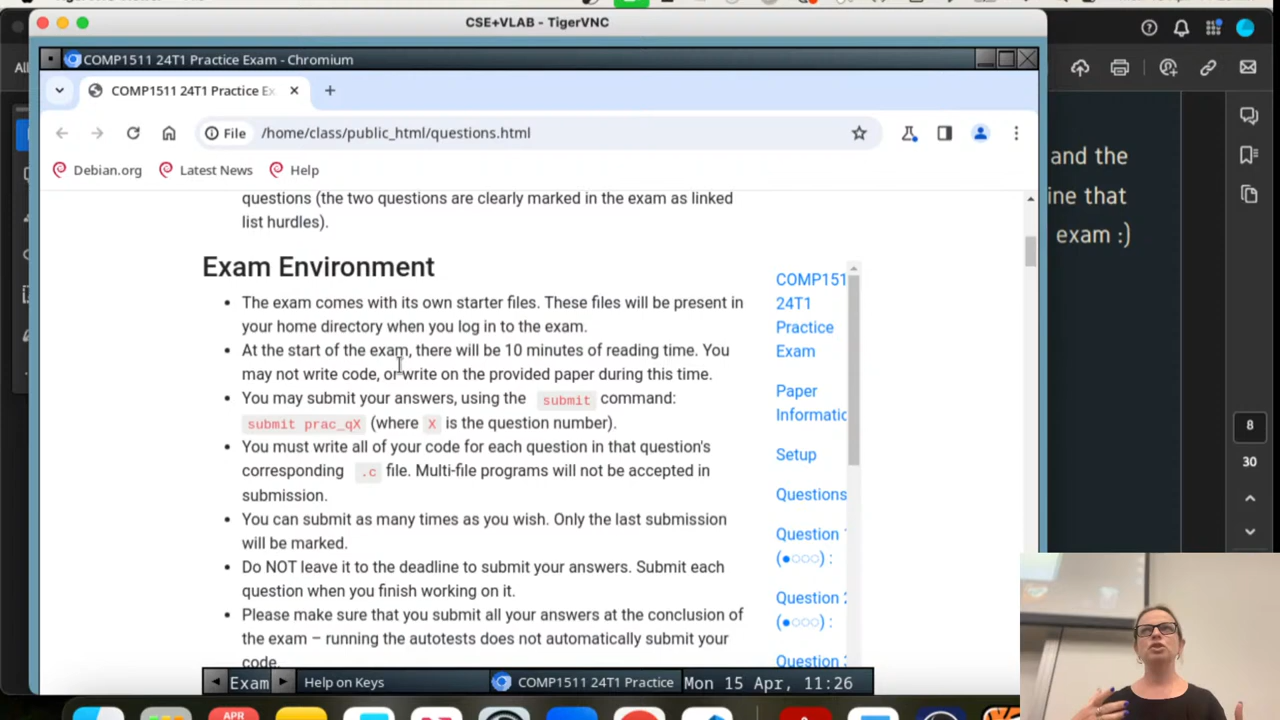 CSE+VLAB - TigerVNC
COMP1511 24T1 Practice Exam - Chromium
COMP1511 24T1 Practice Ex
File
/home/class/public_html/questions.html
Debian.org
Latest News
Help
questions (the two questions are clearly marked in the exam as linked
list hurdles).
Exam Environment
The exam comes with its own starter files. These files will be present in
your home directory when you log in to the exam.
At the start of the exam, there will be 10 minutes of reading time. You
may not write code, or write on the provided paper during this time.
You may submit your answers, using the submit command:
submit prac_qX (where X is the question number).
You must write all of your code for each question in that question's
corresponding .c file. Multi-file programs will not be accepted in
submission.
You can submit as many times as you wish. Only the last submission
will be marked.
Do NOT leave it to the deadline to submit your answers. Submit each
question when you finish working on it.
Please make sure that you submit all your answers at the conclusion of
the exam – running the autotests does not automatically submit your
code.
COMP151
24T1
Practice
Exam
Paper
Informatic
Setup
Questions
Question 1
(●○○○) :
Question 2
(●○○○) :
Question
Exam
Help on Keys
COMP1511 24T1 Practice
Mon 15 Apr, 11:26
and the
ine that
exam :)
8
30
APR